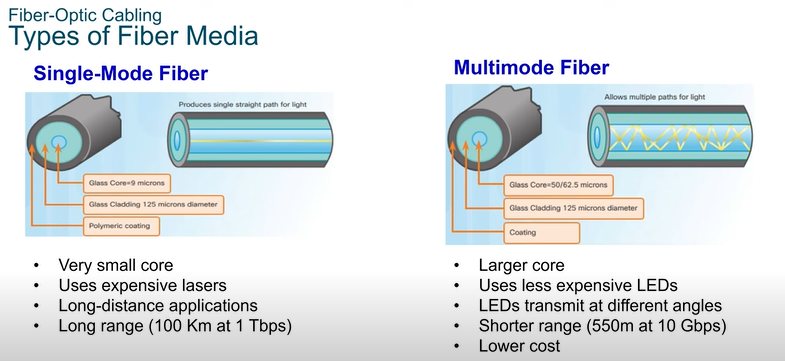 Fiber-Optic Cabling
Types of Fiber Media
Single-Mode Fiber
Produces single straight path for light
Glass Core=9 microns
Glass Cladding 125 microns diameter
Polymeric coating
• Very small core
• Uses expensive lasers
• Long-distance applications
• Long range (100 Km at 1 Tbps)
Multimode Fiber
Allows multiple paths for light
Glass Core=50/62.5 microns
Glass Cladding 125 microns diameter
Coating
• Larger core
• Uses less expensive LEDs
• LEDs transmit at different angles
• Shorter range (550m at 10 Gbps)
• Lower cost